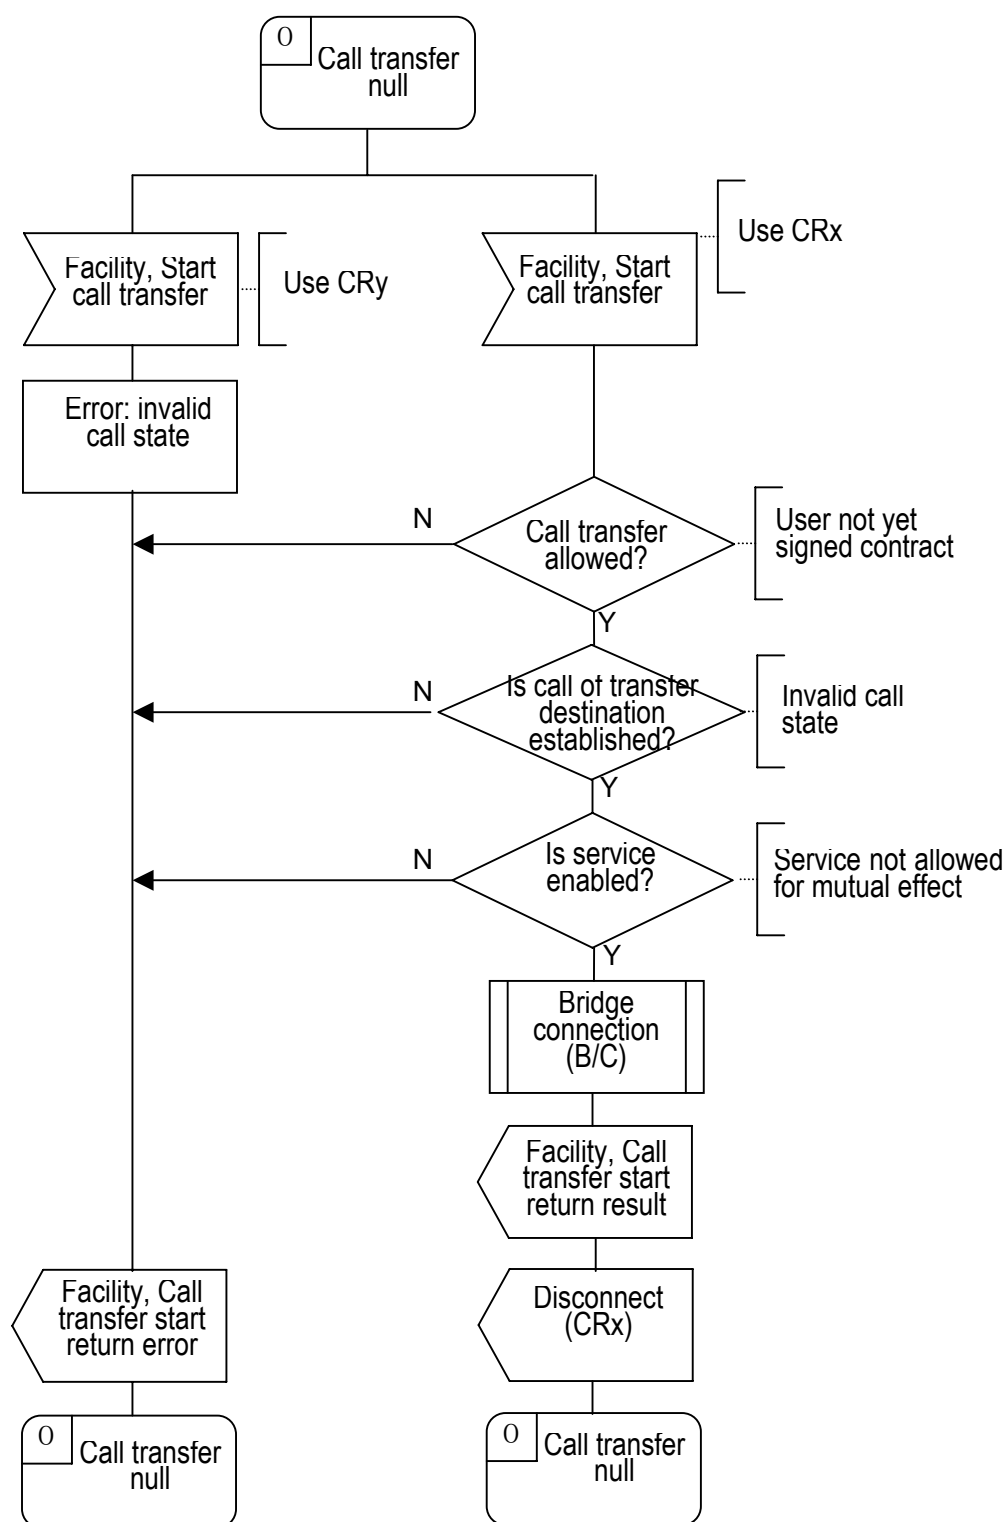 0
Call transfer
null
Use CRx
Facility, Start
call transfer
Use CRy
Facility, Start
call transfer
Error: invalid
call state
N
Call transfer
allowed?
User not yet
signed contract
Y
N
Is call of transfer
destination
established?
Invalid call
state
Y
N
Is service
enabled?
Service not allowed
for mutual effect
Y
Bridge
connection
(B/C)
Facility, Call
transfer start
return result
Facility, Call
transfer start
return error
Disconnect
(CRx)
0
Call transfer
null
0
Call transfer
null